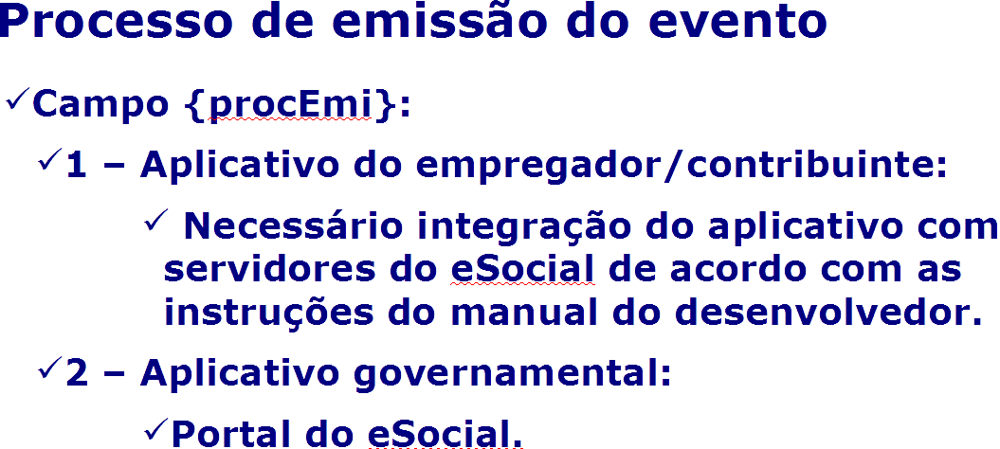 Processo de emissão do evento
✓Campo {procEmi}:
✓1 – Aplicativo do empregador/contribuinte:
✓ Necessário integração do aplicativo com
servidores do eSocial de acordo com as
instruções do manual do desenvolvedor.
✓2 – Aplicativo governamental:
✓Portal do eSocial.